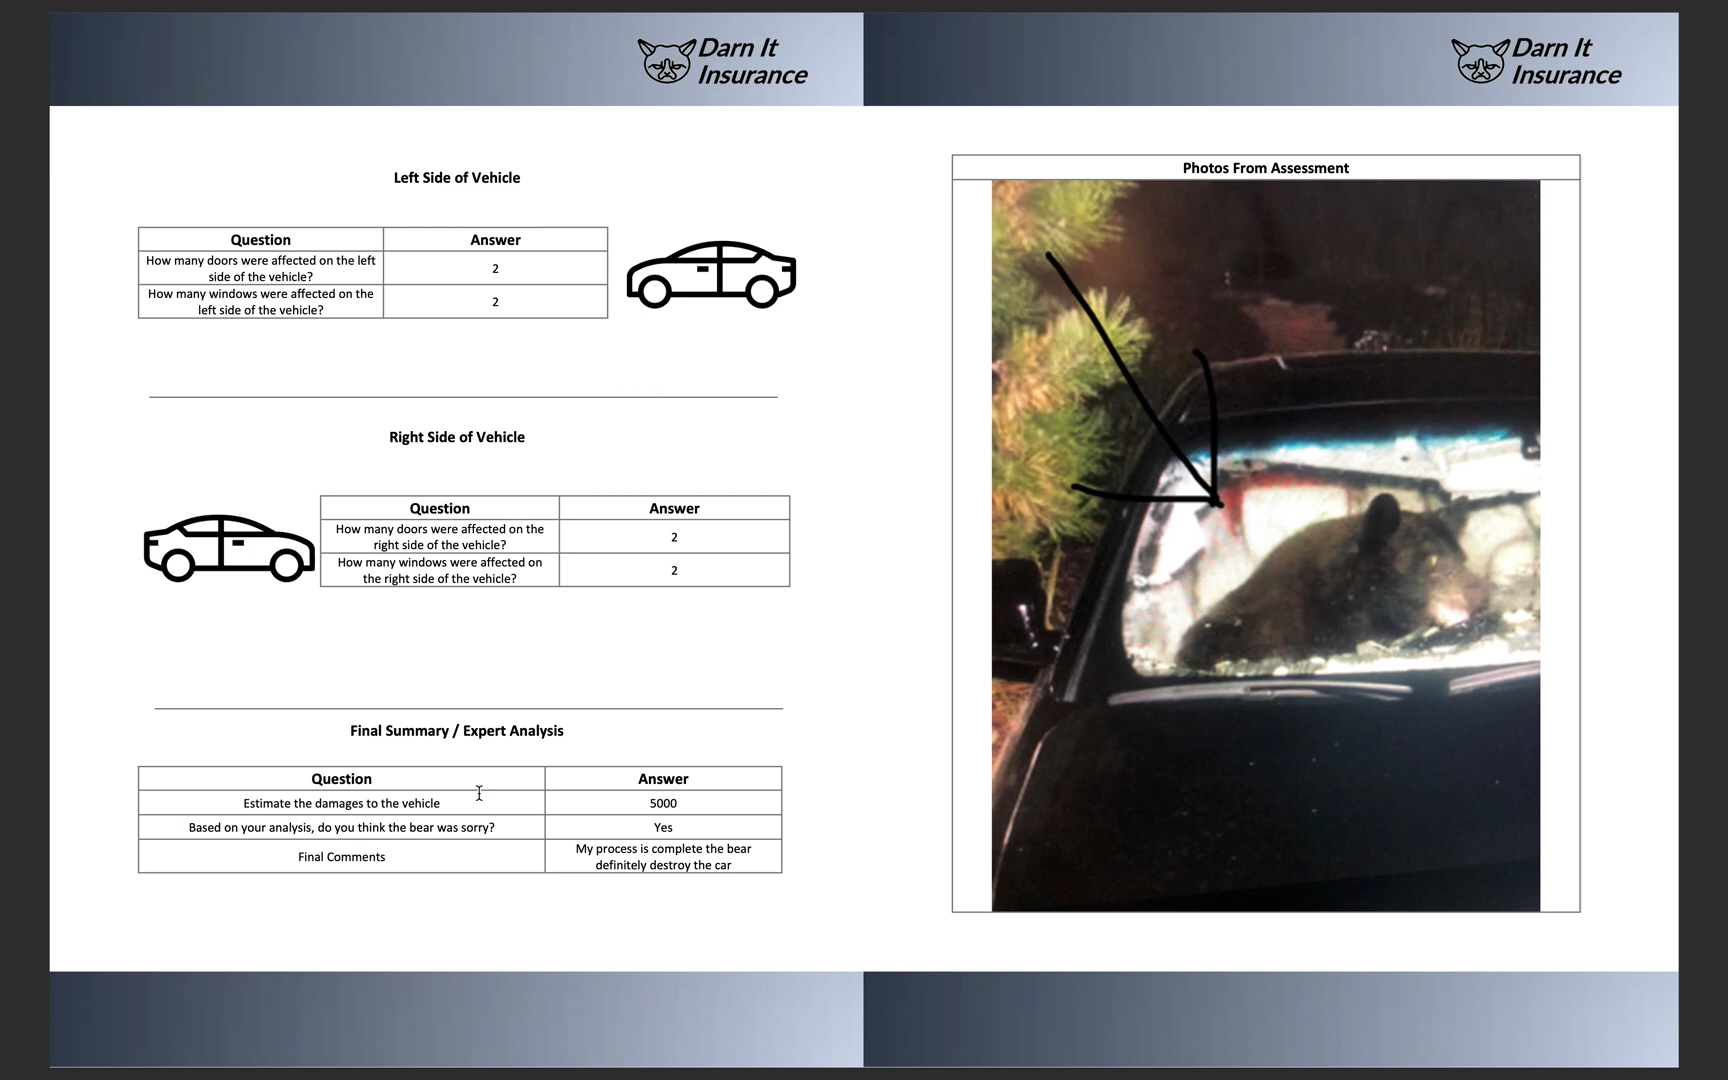 Darn It
Insurance
Left Side of Vehicle
Question Answer
How many doors were affected on the left
side of the vehicle?
2
How many windows were affected on the
left side of the vehicle?
2
Right Side of Vehicle
Question Answer
How many doors were affected on the
right side of the vehicle?
2
How many windows were affected on
the right side of the vehicle?
2
Final Summary / Expert Analysis
Question Answer
Estimate the damages to the vehicle 5000
Based on your analysis, do you think the bear was sorry? Yes
Final Comments
My process is complete the bear
definitely destroy the car
Darn It
Insurance
Photos From Assessment